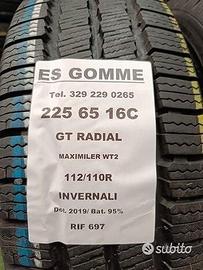 ES GOMME
Tel. 329 229 0265
225 65 16C
GT RADIAL
MAXIMILER WT2
112/110R
INVERNALI
Dot. 2019/ Bat. 95%
RIF 697
subito